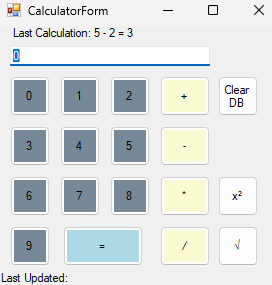 CalculatorForm
Last Calculation: 5 - 2 = 3
0
0 1 2 + Clear DB
3 4 5 -
6 7 8 * x²
9 = / √
Last Updated: